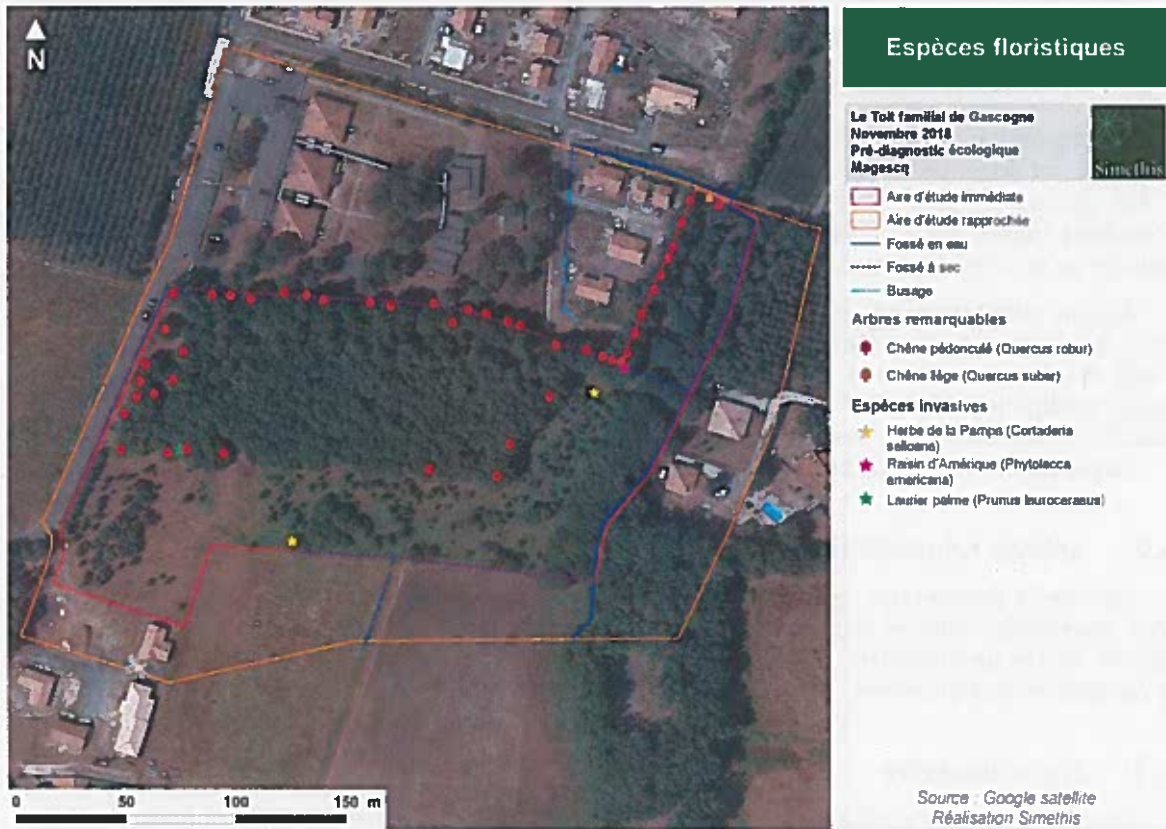 N
Espèces floristiques
Le Toit familial de Gascogne
Novembre 2018
Pré-diagnostic écologique
Magescq
Simethis
Aire d'étude immédiate
Aire d'étude rapprochée
Fossé en eau
Fossé à sec
Busage
Arbres remarquables
Chêne pédonculé (Quercus robur)
Chêne liège (Quercus suber)
Espèces invasives
Herbe de la Pampa (Cortaderia
selloana)
Raisin d'Amérique (Phytolacca
americana)
Laurier palme (Prunus laurocerasus)
0 50 100 150 m
Source : Google satellite
Réalisation Simethis